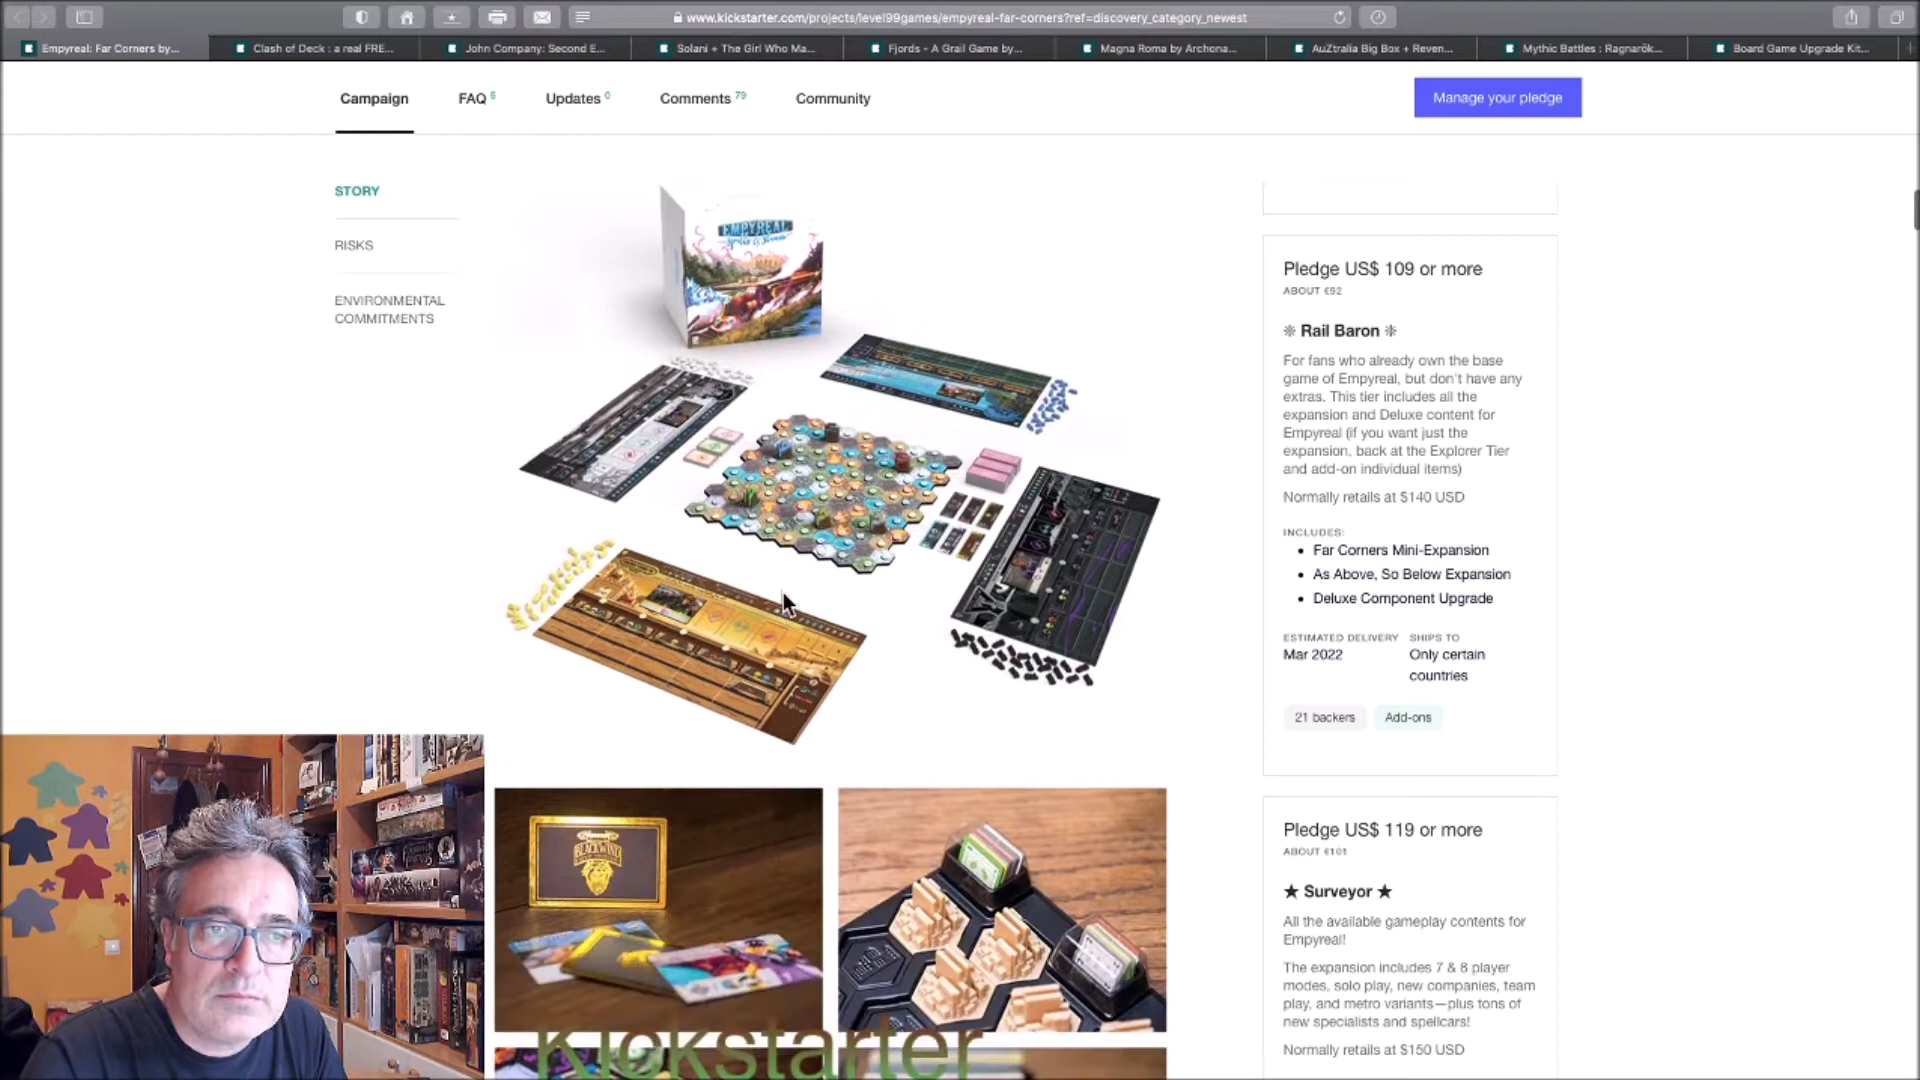 www.kickstarter.com/projects/level99games/empyreal-far-corners?ref=discovery_category_newest
Empyreal: Far Corners by...
Clash of Deck : a real FRE...
John Company: Second E...
Solani + The Girl Who Ma...
Fjords - A Grail Game by...
Magna Roma by Archona...
AuZtralia Big Box + Reven...
Mythic Battles : Ragnarök...
Board Game Upgrade Kit...
Campaign
FAQ 6
Updates 0
Comments 79
Community
Manage your pledge
STORY
RISKS
ENVIRONMENTAL
COMMITMENTS
EMPYREAL
Pledge US$ 109 or more
ABOUT €92
❊ Rail Baron ❊
For fans who already own the base
game of Empyreal, but don't have any
extras. This tier includes all the
expansion and Deluxe content for
Empyreal (if you want just the
expansion, back at the Explorer Tier
and add-on individual items)
Normally retails at $140 USD
INCLUDES:
• Far Corners Mini-Expansion
• As Above, So Below Expansion
• Deluxe Component Upgrade
ESTIMATED DELIVERY
Mar 2022
SHIPS TO
Only certain
countries
21 backers
Add-ons
Pledge US$ 119 or more
ABOUT €101
★ Surveyor ★
All the available gameplay contents for
Empyreal!
The expansion includes 7 & 8 player
modes, solo play, new companies, team
play, and metro variants—plus tons of
new specialists and spellcars!
Normally retails at $150 USD
BLACKWIND
Kickstarter